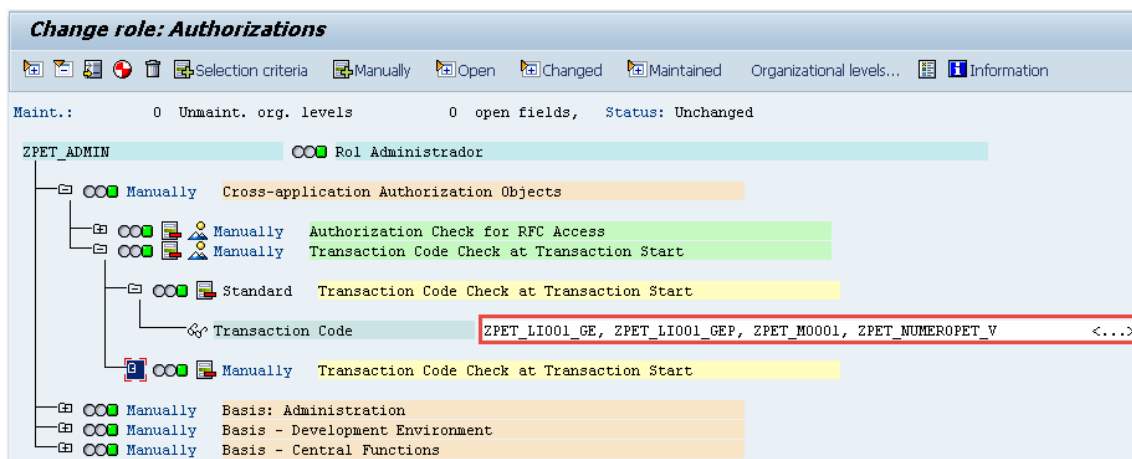 Change role: Authorizations
Selection criteria Manually Open Changed Maintained Organizational levels... Information
Maint.: 0 Unmaint. org. levels 0 open fields, Status: Unchanged
ZPET_ADMIN Rol Administrador
Manually Cross-application Authorization Objects
Manually Authorization Check for RFC Access
Manually Transaction Code Check at Transaction Start
Standard Transaction Code Check at Transaction Start
Transaction Code ZPET_LI001_GE, ZPET_LI001_GEP, ZPET_M0001, ZPET_NUMEROPET_V <...>
Manually Transaction Code Check at Transaction Start
Manually Basis: Administration
Manually Basis - Development Environment
Manually Basis - Central Functions